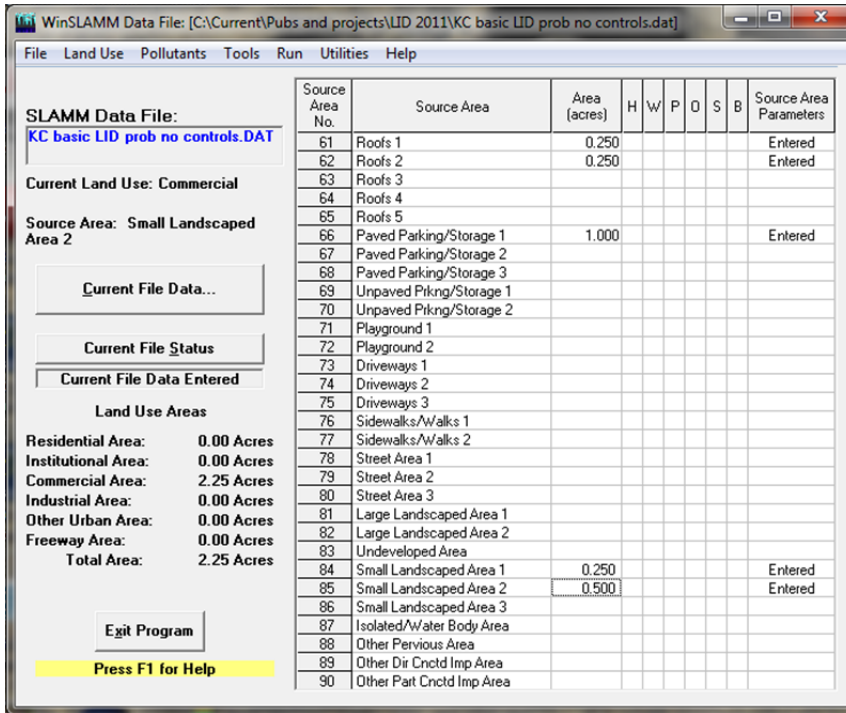 WinSLAMM Data File: [C:\Current\Pubs and projects\LID 2011\KC basic LID prob no controls.dat]
File Land Use Pollutants Tools Run Utilities Help
SLAMM Data File:
KC basic LID prob no controls.DAT
Current Land Use: Commercial
Source Area: Small Landscaped
Area 2
Current File Data...
Current File Status
Current File Data Entered
Land Use Areas
Residential Area: 0.00 Acres
Institutional Area: 0.00 Acres
Commercial Area: 2.25 Acres
Industrial Area: 0.00 Acres
Other Urban Area: 0.00 Acres
Freeway Area: 0.00 Acres
Total Area: 2.25 Acres
Exit Program
Press F1 for Help
Source Area No. Source Area Area (acres) H W P O S B Source Area Parameters
61 Roofs 1 0.250 Entered
62 Roofs 2 0.250 Entered
63 Roofs 3
64 Roofs 4
65 Roofs 5
66 Paved Parking/Storage 1 1.000 Entered
67 Paved Parking/Storage 2
68 Paved Parking/Storage 3
69 Unpaved Prkng/Storage 1
70 Unpaved Prkng/Storage 2
71 Playground 1
72 Playground 2
73 Driveways 1
74 Driveways 2
75 Driveways 3
76 Sidewalks/Walks 1
77 Sidewalks/Walks 2
78 Street Area 1
79 Street Area 2
80 Street Area 3
81 Large Landscaped Area 1
82 Large Landscaped Area 2
83 Undeveloped Area
84 Small Landscaped Area 1 0.250 Entered
85 Small Landscaped Area 2 0.500 Entered
86 Small Landscaped Area 3
87 Isolated/Water Body Area
88 Other Pervious Area
89 Other Dir Cnctd Imp Area
90 Other Part Cnctd Imp Area